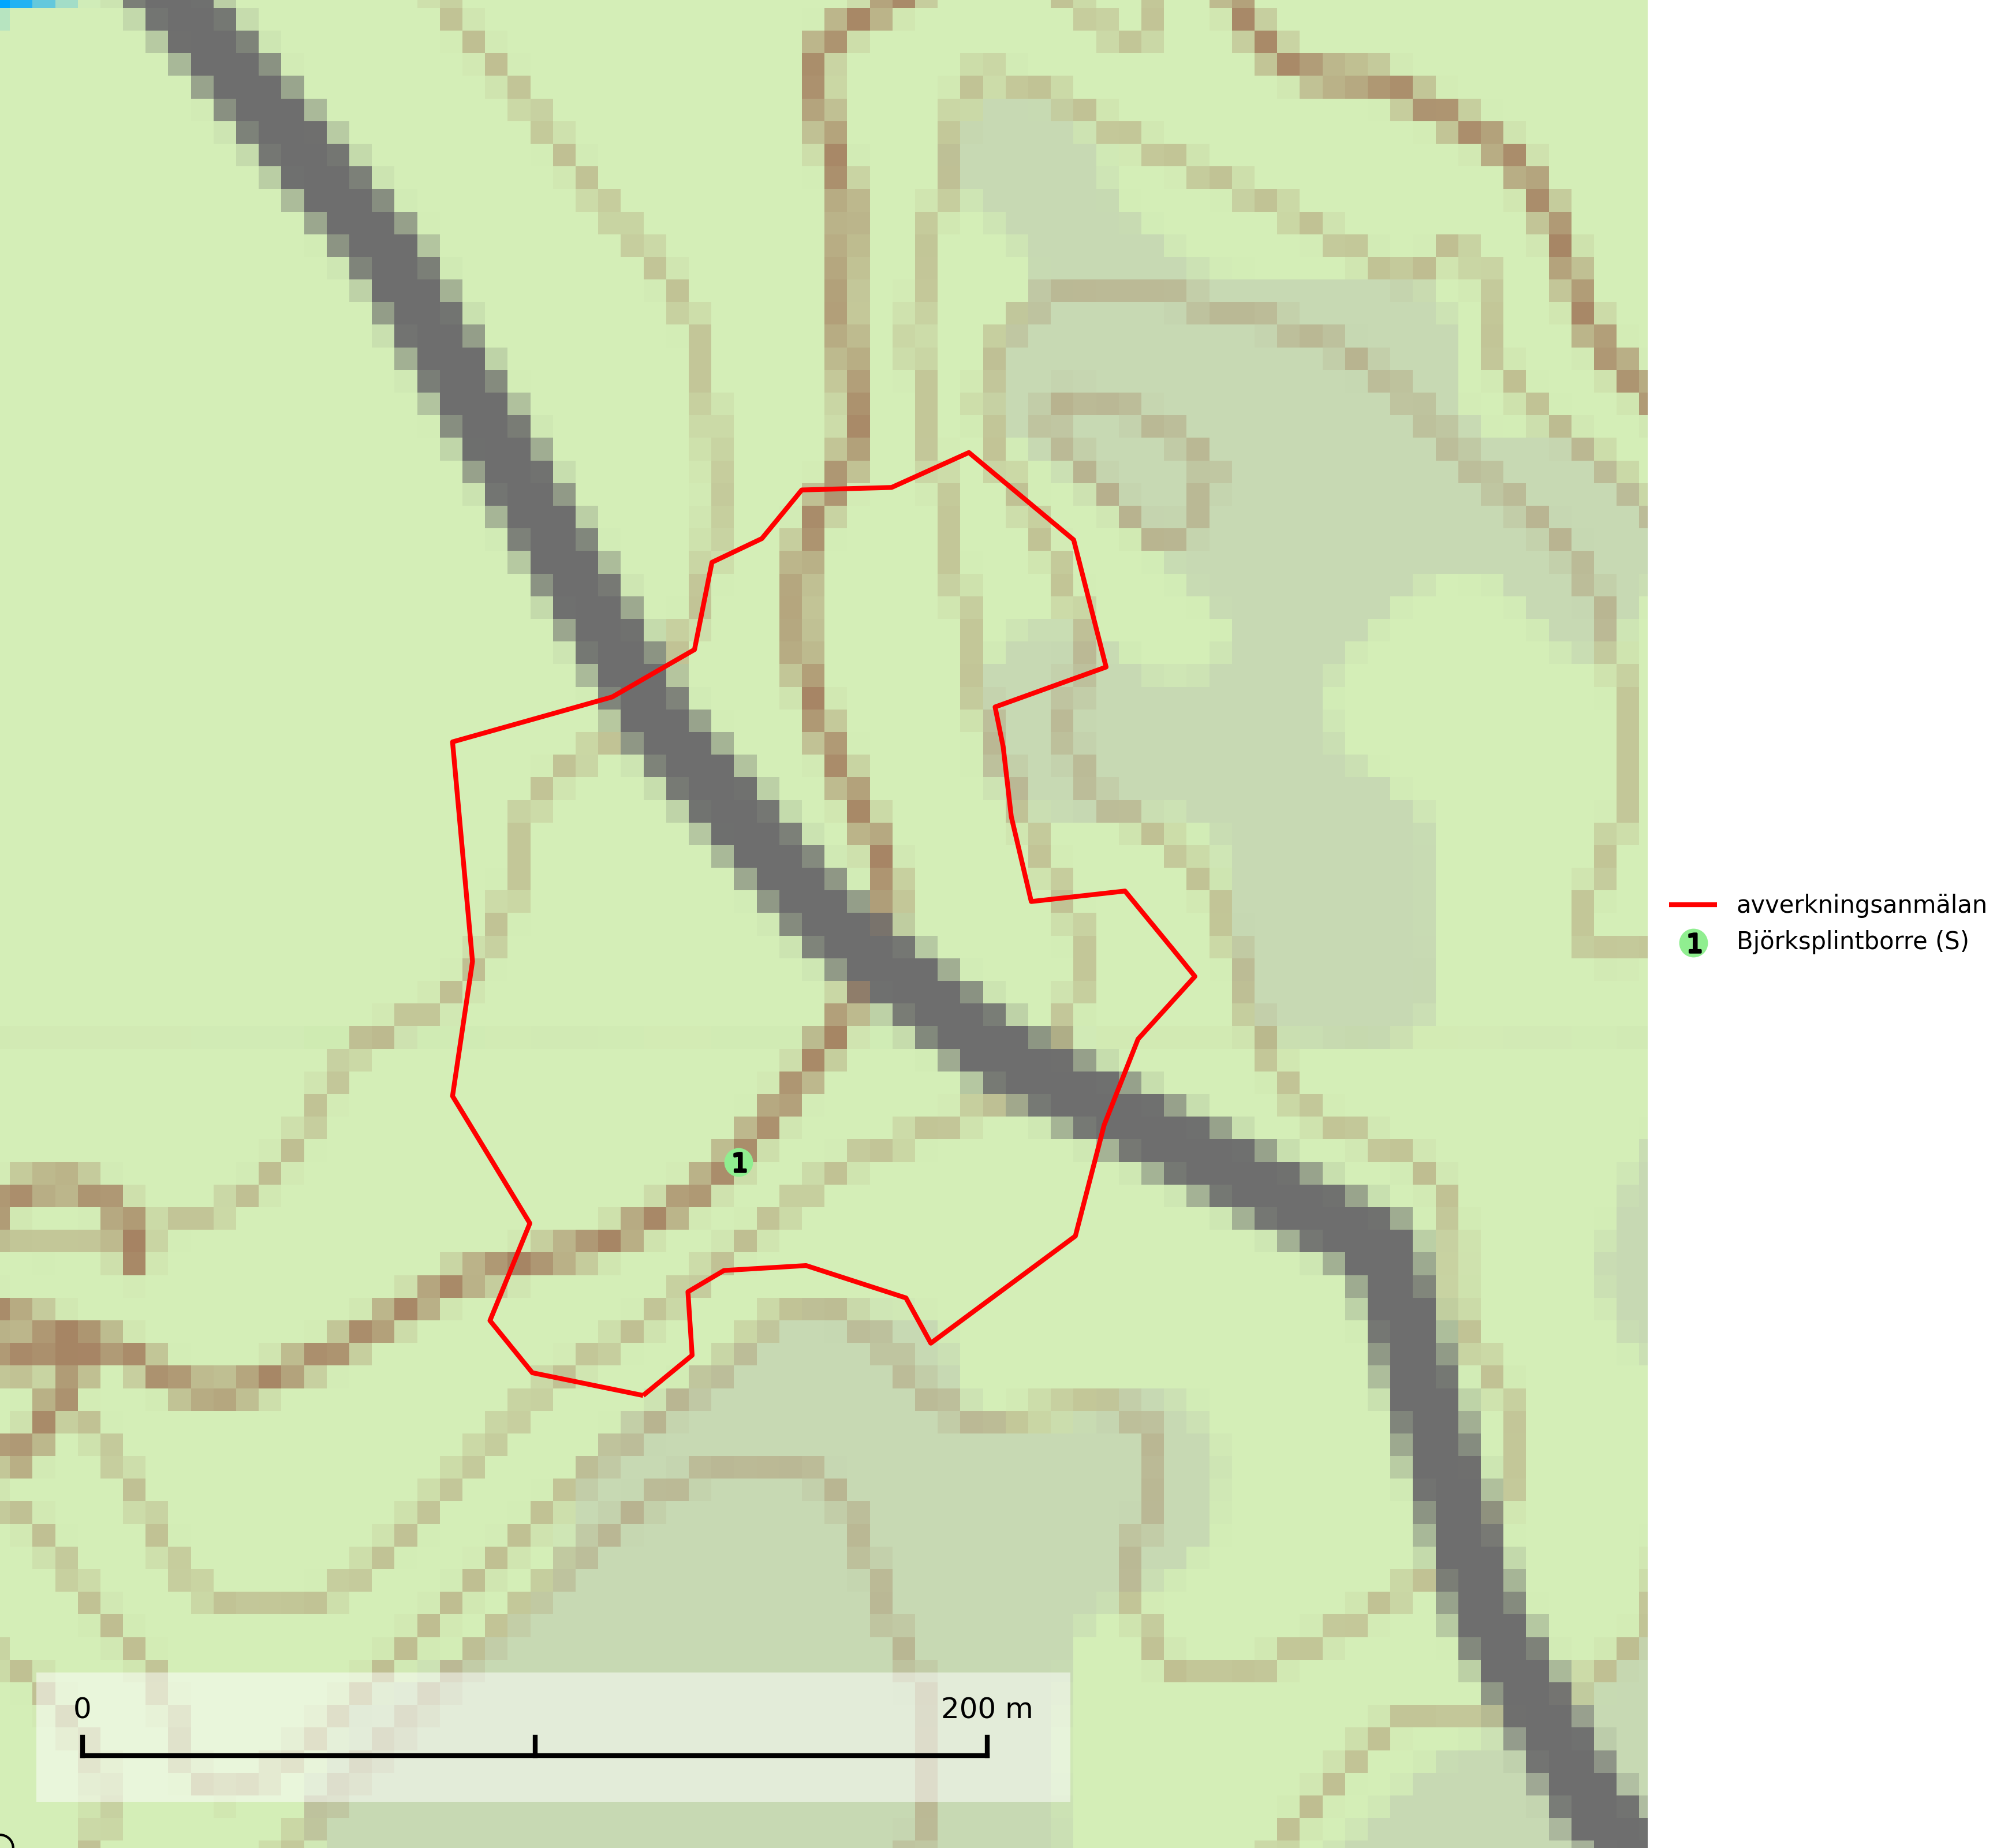 avverkningsanmälan
1 Björksplintborre (S)
1
0 200 m